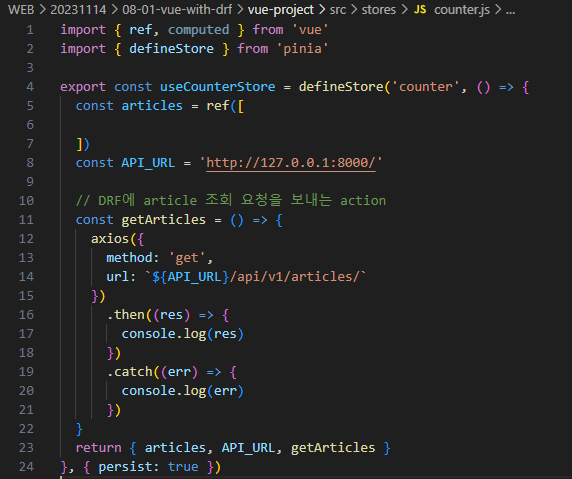 WEB > 20231114 > 08-01-vue-with-drf > vue-project > src > stores > JS counter.js > ...
1 import { ref, computed } from 'vue'
2 import { defineStore } from 'pinia'
3
4 export const useCounterStore = defineStore('counter', () => {
5   const articles = ref([
6
7   ])
8   const API_URL = 'http://127.0.0.1:8000/'
9
10   // DRF에 article 조회 요청을 보내는 action
11   const getArticles = () => {
12     axios({
13       method: 'get',
14       url: `${API_URL}/api/v1/articles/`
15     })
16       .then((res) => {
17         console.log(res)
18       })
19       .catch((err) => {
20         console.log(err)
21       })
22   }
23   return { articles, API_URL, getArticles }
24 }, { persist: true })